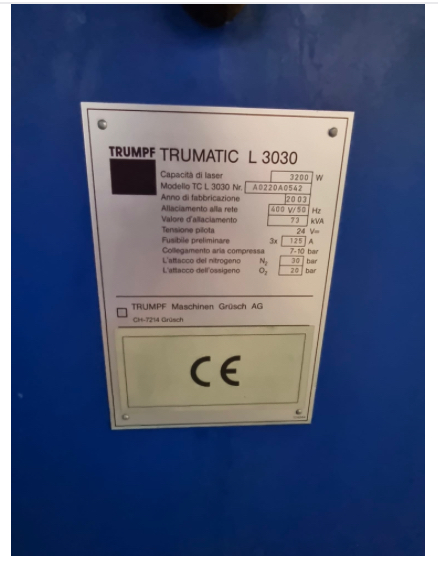 TRUMPF TRUMATIC L 3030
Capacità di laser 3200 W
Modello TC L 3030 Nr. A0220A0542
Anno di fabbricazione 2003
Allaciamento alla rete 400 V/50 Hz
Valore d'allaciamento 73 kVA
Tensione pilota 24 V=
Fusibile preliminare 3x 125 A
Collegamento aria compressa 7-10 bar
L'attacco del nitrogeno N2 30 bar
L'attacco dell'ossigeno O2 20 bar
TRUMPF Maschinen Grüsch AG
CH-7214 Grüsch
CE